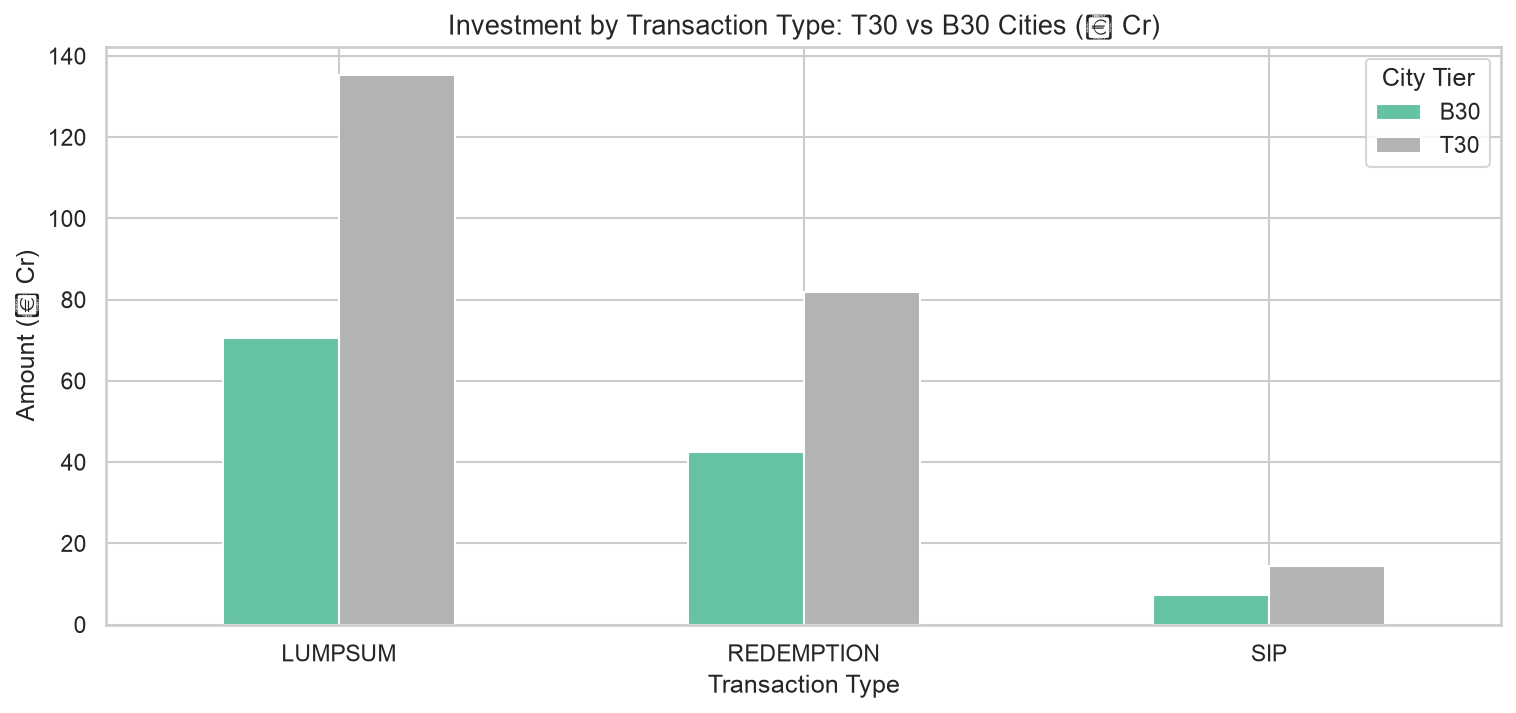 Investment by Transaction Type: T30 vs B30 Cities ( Cr)
City Tier
B30
T30
140
120
100
80
60
40
20
0
Amount ( Cr)
LUMPSUM
REDEMPTION
SIP
Transaction Type